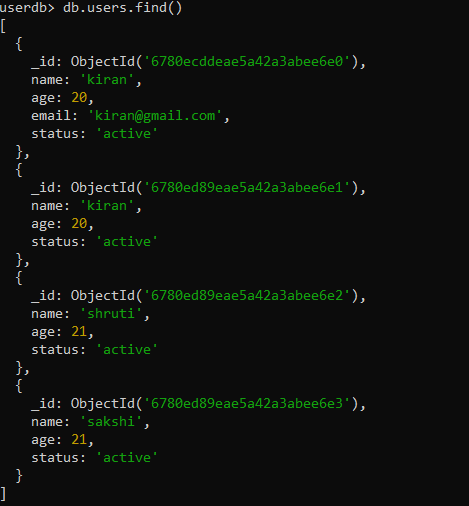 userdb> db.users.find()
[
  {
    _id: ObjectId('6780ecddeae5a42a3abee6e0'),
    name: 'kiran',
    age: 20,
    email: 'kiran@gmail.com',
    status: 'active'
  },
  {
    _id: ObjectId('6780ed89eae5a42a3abee6e1'),
    name: 'kiran',
    age: 20,
    status: 'active'
  },
  {
    _id: ObjectId('6780ed89eae5a42a3abee6e2'),
    name: 'shruti',
    age: 21,
    status: 'active'
  },
  {
    _id: ObjectId('6780ed89eae5a42a3abee6e3'),
    name: 'sakshi',
    age: 21,
    status: 'active'
  }
]